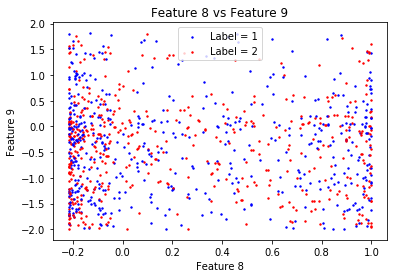 Feature 8 vs Feature 9
Label = 1
Label = 2
2.0
1.5
1.0
0.5
0.0
−0.5
−1.0
−1.5
−2.0
Feature 9
−0.2 0.0 0.2 0.4 0.6 0.8 1.0
Feature 8